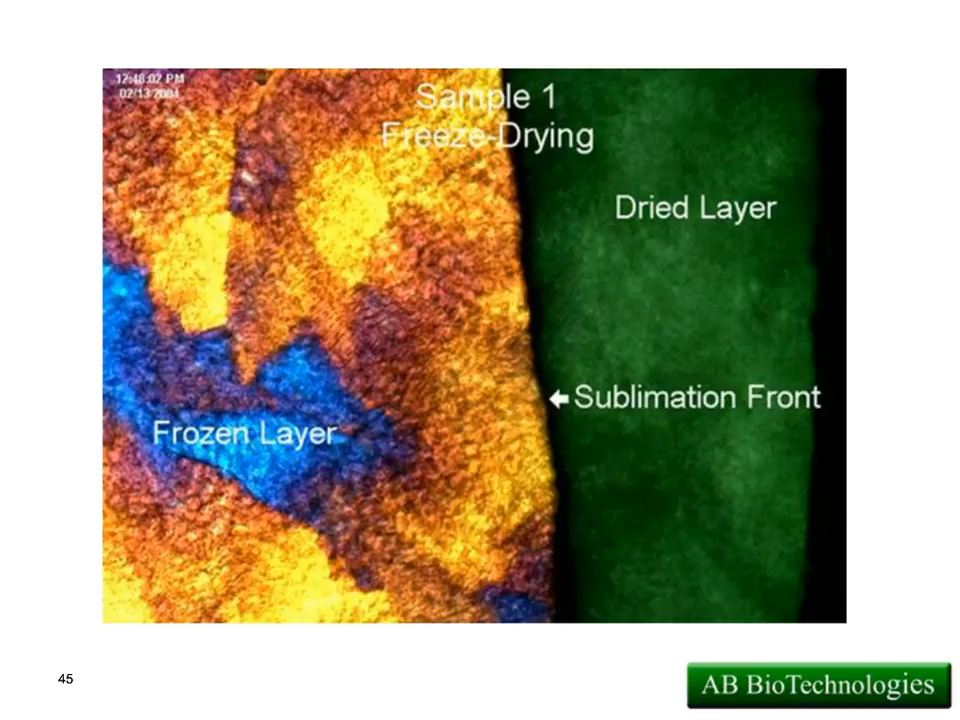 12:48:02 PM
02/13/2004
Sample 1
Freeze-Drying
Dried Layer
Sublimation Front
Frozen Layer
45
AB BioTechnologies